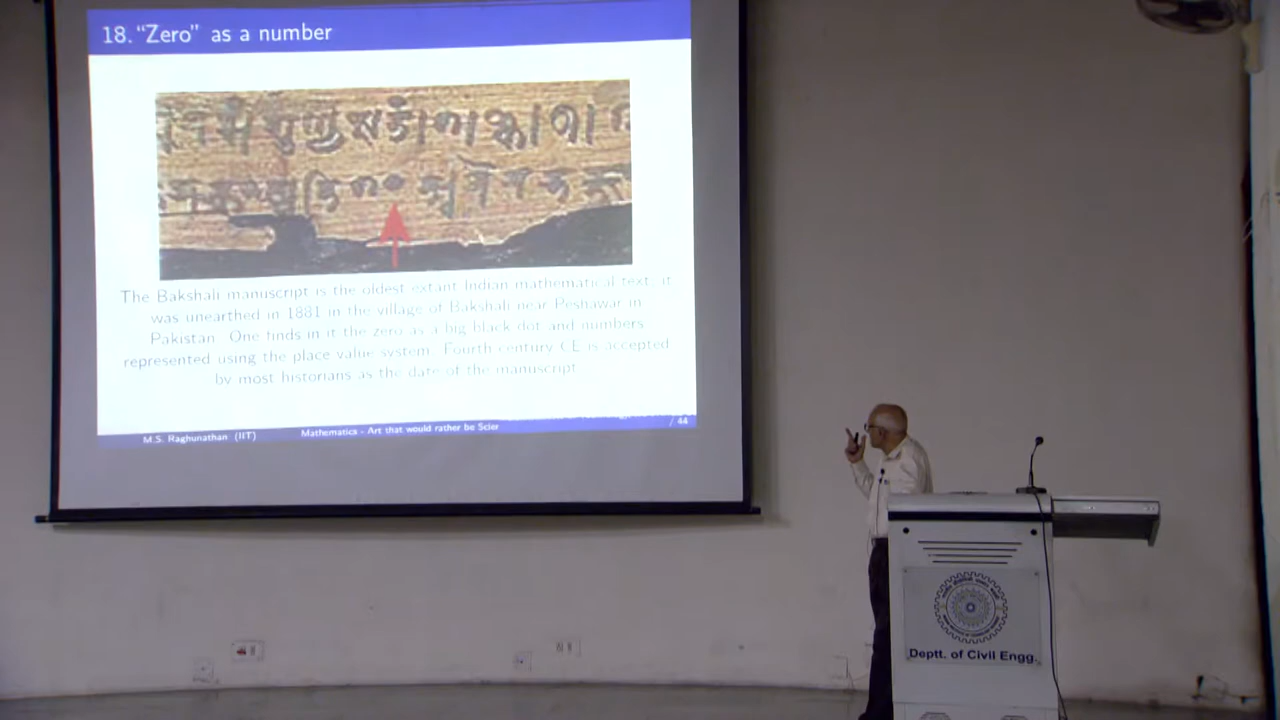 18. “Zero” as a number
The Bakshali manuscript is the oldest extant Indian mathematical text, it
was unearthed in 1881 in the village of Bakshali near Peshawar in
Pakistan. One finds in it the zero as a big black dot and numbers
represented using the place value system. Fourth century CE is accepted
by most historians as the date of the manuscript.
M.S. Raghunathan (IIT)
Mathematics - Art that would rather be Scier
/ 44
Deptt. of Civil Engg.